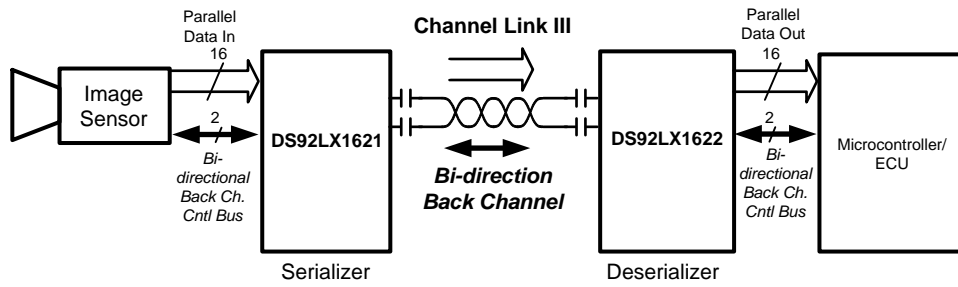 Parallel
Data In
16
Image
Sensor
2
Bi-
directional
Back Ch.
Cntl Bus
DS92LX1621
Serializer
Channel Link III
Bi-direction
Back Channel
DS92LX1622
Deserializer
Parallel
Data Out
16
2
Bi-
directional
Back Ch.
Cntl Bus
Microcontroller/
ECU